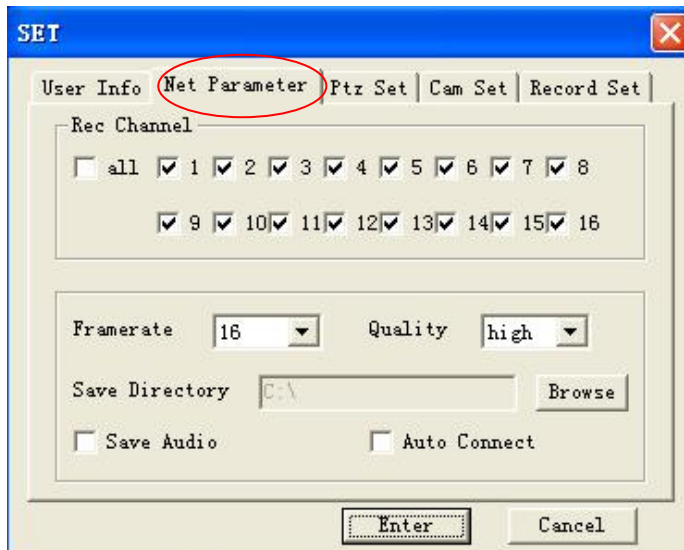 SET
User Info Net Parameter Ptz Set Cam Set Record Set
Rec Channel
all 1 2 3 4 5 6 7 8
9 10 11 12 13 14 15 16
Framerate 16 Quality high
Save Directory C:\ Browse
Save Audio Auto Connect
Enter Cancel